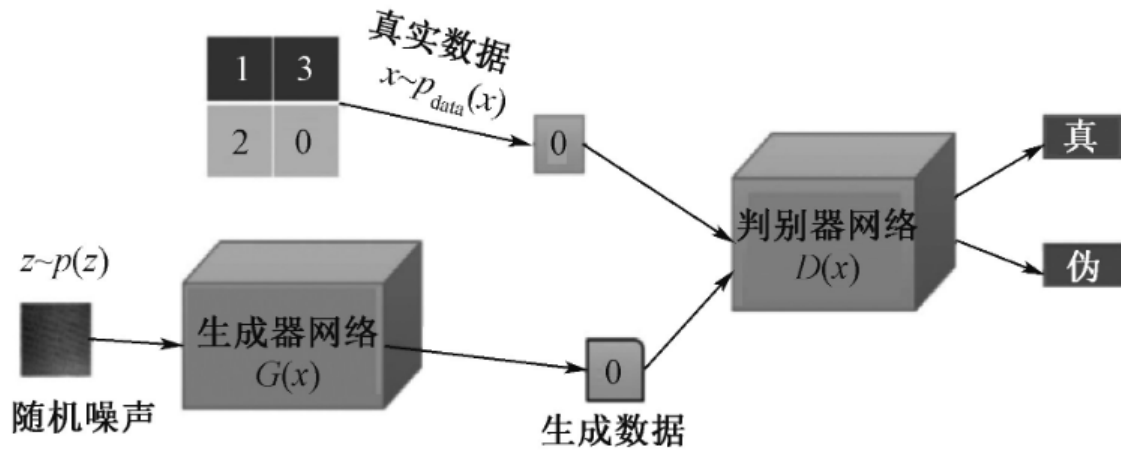 1 3
2 0
真实数据
x~p_data(x)
0
真
判别器网络
D(x)
伪
z~p(z)
生成器网络
G(x)
0
随机噪声
生成数据